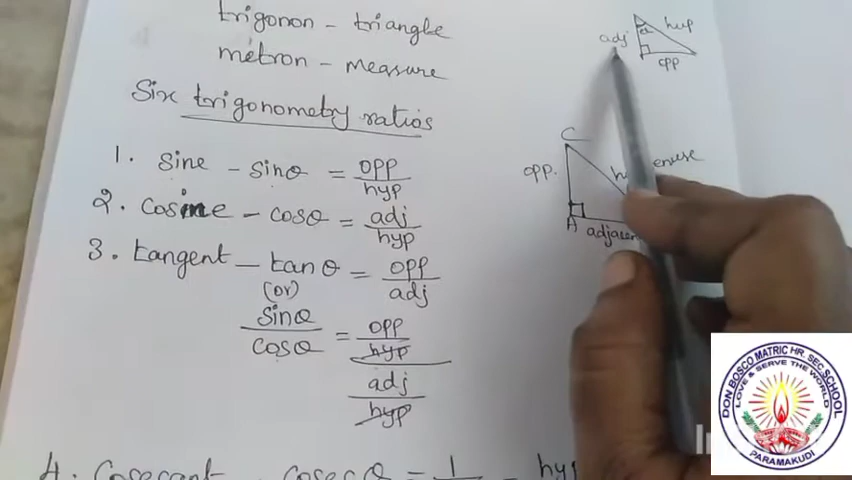 trigonon - triangle
metron - measure
Six trigonometry ratios
1. Sine - sinθ = opp/hyp
2. Cosine - cosθ = adj/hyp
3. tangent - tanθ = opp/adj
(or)
sinθ/cosθ = opp/hyp / adj/hyp
4. Cosecant - cosecθ = 1 = hyp
adj
θ
hyp
opp
C
opp.
A
DON BOSCO MATRIC HR. SEC SCHOOL
LOVE & SERVE THE WORLD
PARAMAKUDI